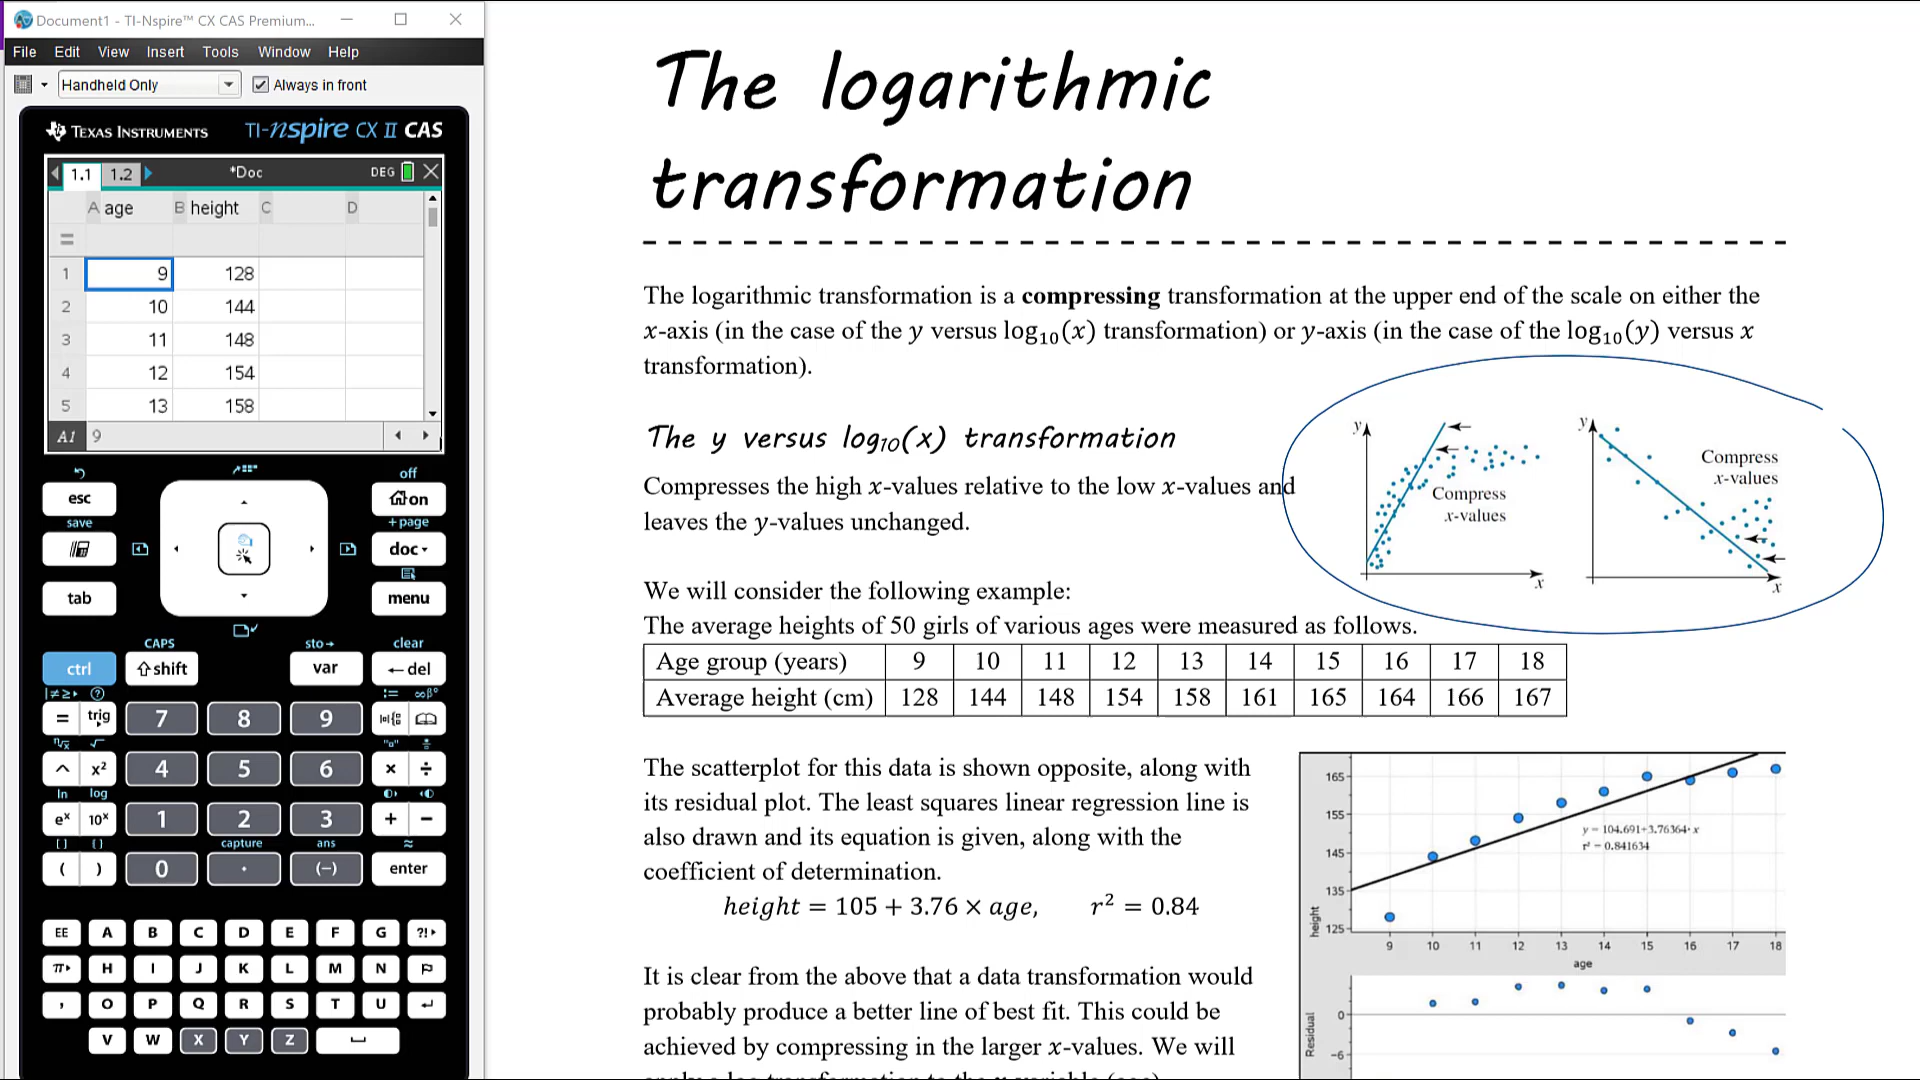 Document1 - TI-Nspire™ CX CAS Premium...
File Edit View Insert Tools Window Help
Handheld Only Always in front
TEXAS INSTRUMENTS TI-nspire CX II CAS
1.1 1.2 *Doc DEG
A age B height C D
=
1 9 128
2 10 144
3 11 148
4 12 154
5 13 158
A1 9
off
esc on
save + page
doc
tab menu
CAPS sto→ clear
ctrl shift var ← del
|≠≥▸ ? := ∞β°
= trig 7 8 9
ⁿ√x √ "□" ÷
^ x² 4 5 6 × ÷
ln log
eˣ 10ˣ 1 2 3 + −
[ ] { } capture ans ≈
( ) 0 . (−) enter
EE A B C D E F G ?!▸
π▸ H I J K L M N
, O P Q R S T U ↵
V W X Y Z
The logarithmic
transformation
The logarithmic transformation is a compressing transformation at the upper end of the scale on either the
x-axis (in the case of the y versus log₁₀(x) transformation) or y-axis (in the case of the log₁₀(y) versus x
transformation).
The y versus log₁₀(x) transformation
Compresses the high x-values relative to the low x-values and
leaves the y-values unchanged.
y
Compress
x-values
x
y
Compress
x-values
x
We will consider the following example:
The average heights of 50 girls of various ages were measured as follows.
Age group (years) 9 10 11 12 13 14 15 16 17 18
Average height (cm) 128 144 148 154 158 161 165 164 166 167
The scatterplot for this data is shown opposite, along with
its residual plot. The least squares linear regression line is
also drawn and its equation is given, along with the
coefficient of determination.
height = 105 + 3.76 × age, r² = 0.84
It is clear from the above that a data transformation would
probably produce a better line of best fit. This could be
achieved by compressing in the larger x-values. We will
165
155
145
135
125
height
y = 104.691+3.76364·x
r² = 0.841634
9 10 11 12 13 14 15 16 17 18
age
0
-6
Residual